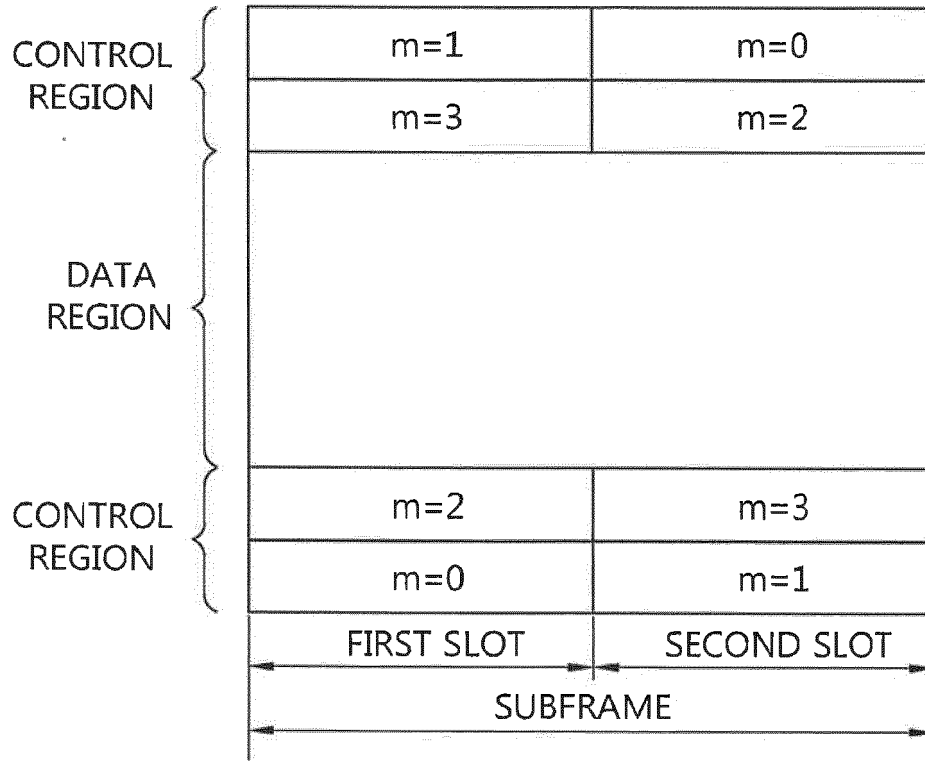 CONTROL
REGION
m=1
m=0
m=3
m=2
DATA
REGION
CONTROL
REGION
m=2
m=3
m=0
m=1
FIRST SLOT
SECOND SLOT
SUBFRAME